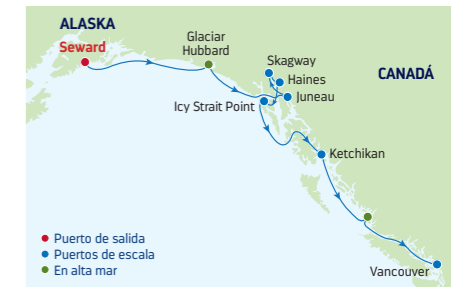 ALASKA
Seward
Glaciar
Hubbard
Skagway
Haines
Juneau
CANADÁ
Icy Strait Point
Ketchikan
Puerto de salida
Puertos de escala
En alta mar
Vancouver